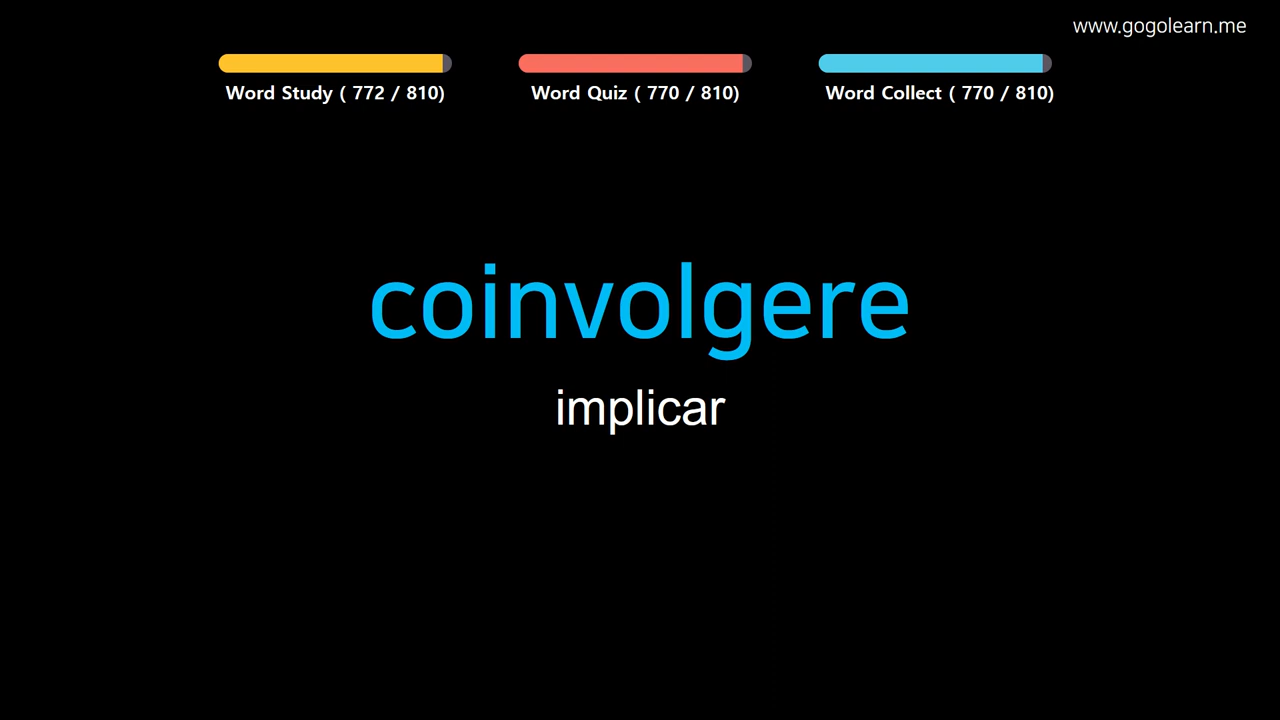 www.gogolearn.me
Word Study ( 772 / 810)
Word Quiz ( 770 / 810)
Word Collect ( 770 / 810)
coinvolgere
implicar